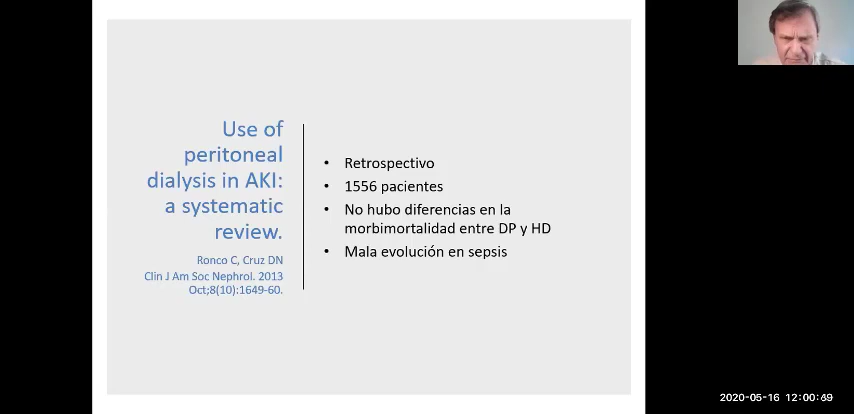 Use of
peritoneal
dialysis in AKI:
a systematic
review.
Ronco C, Cruz DN
Clin J Am Soc Nephrol. 2013
Oct;8(10):1649-60.
• Retrospectivo
• 1556 pacientes
• No hubo diferencias en la
morbimortalidad entre DP y HD
• Mala evolución en sepsis
2020-05-16 12:00: